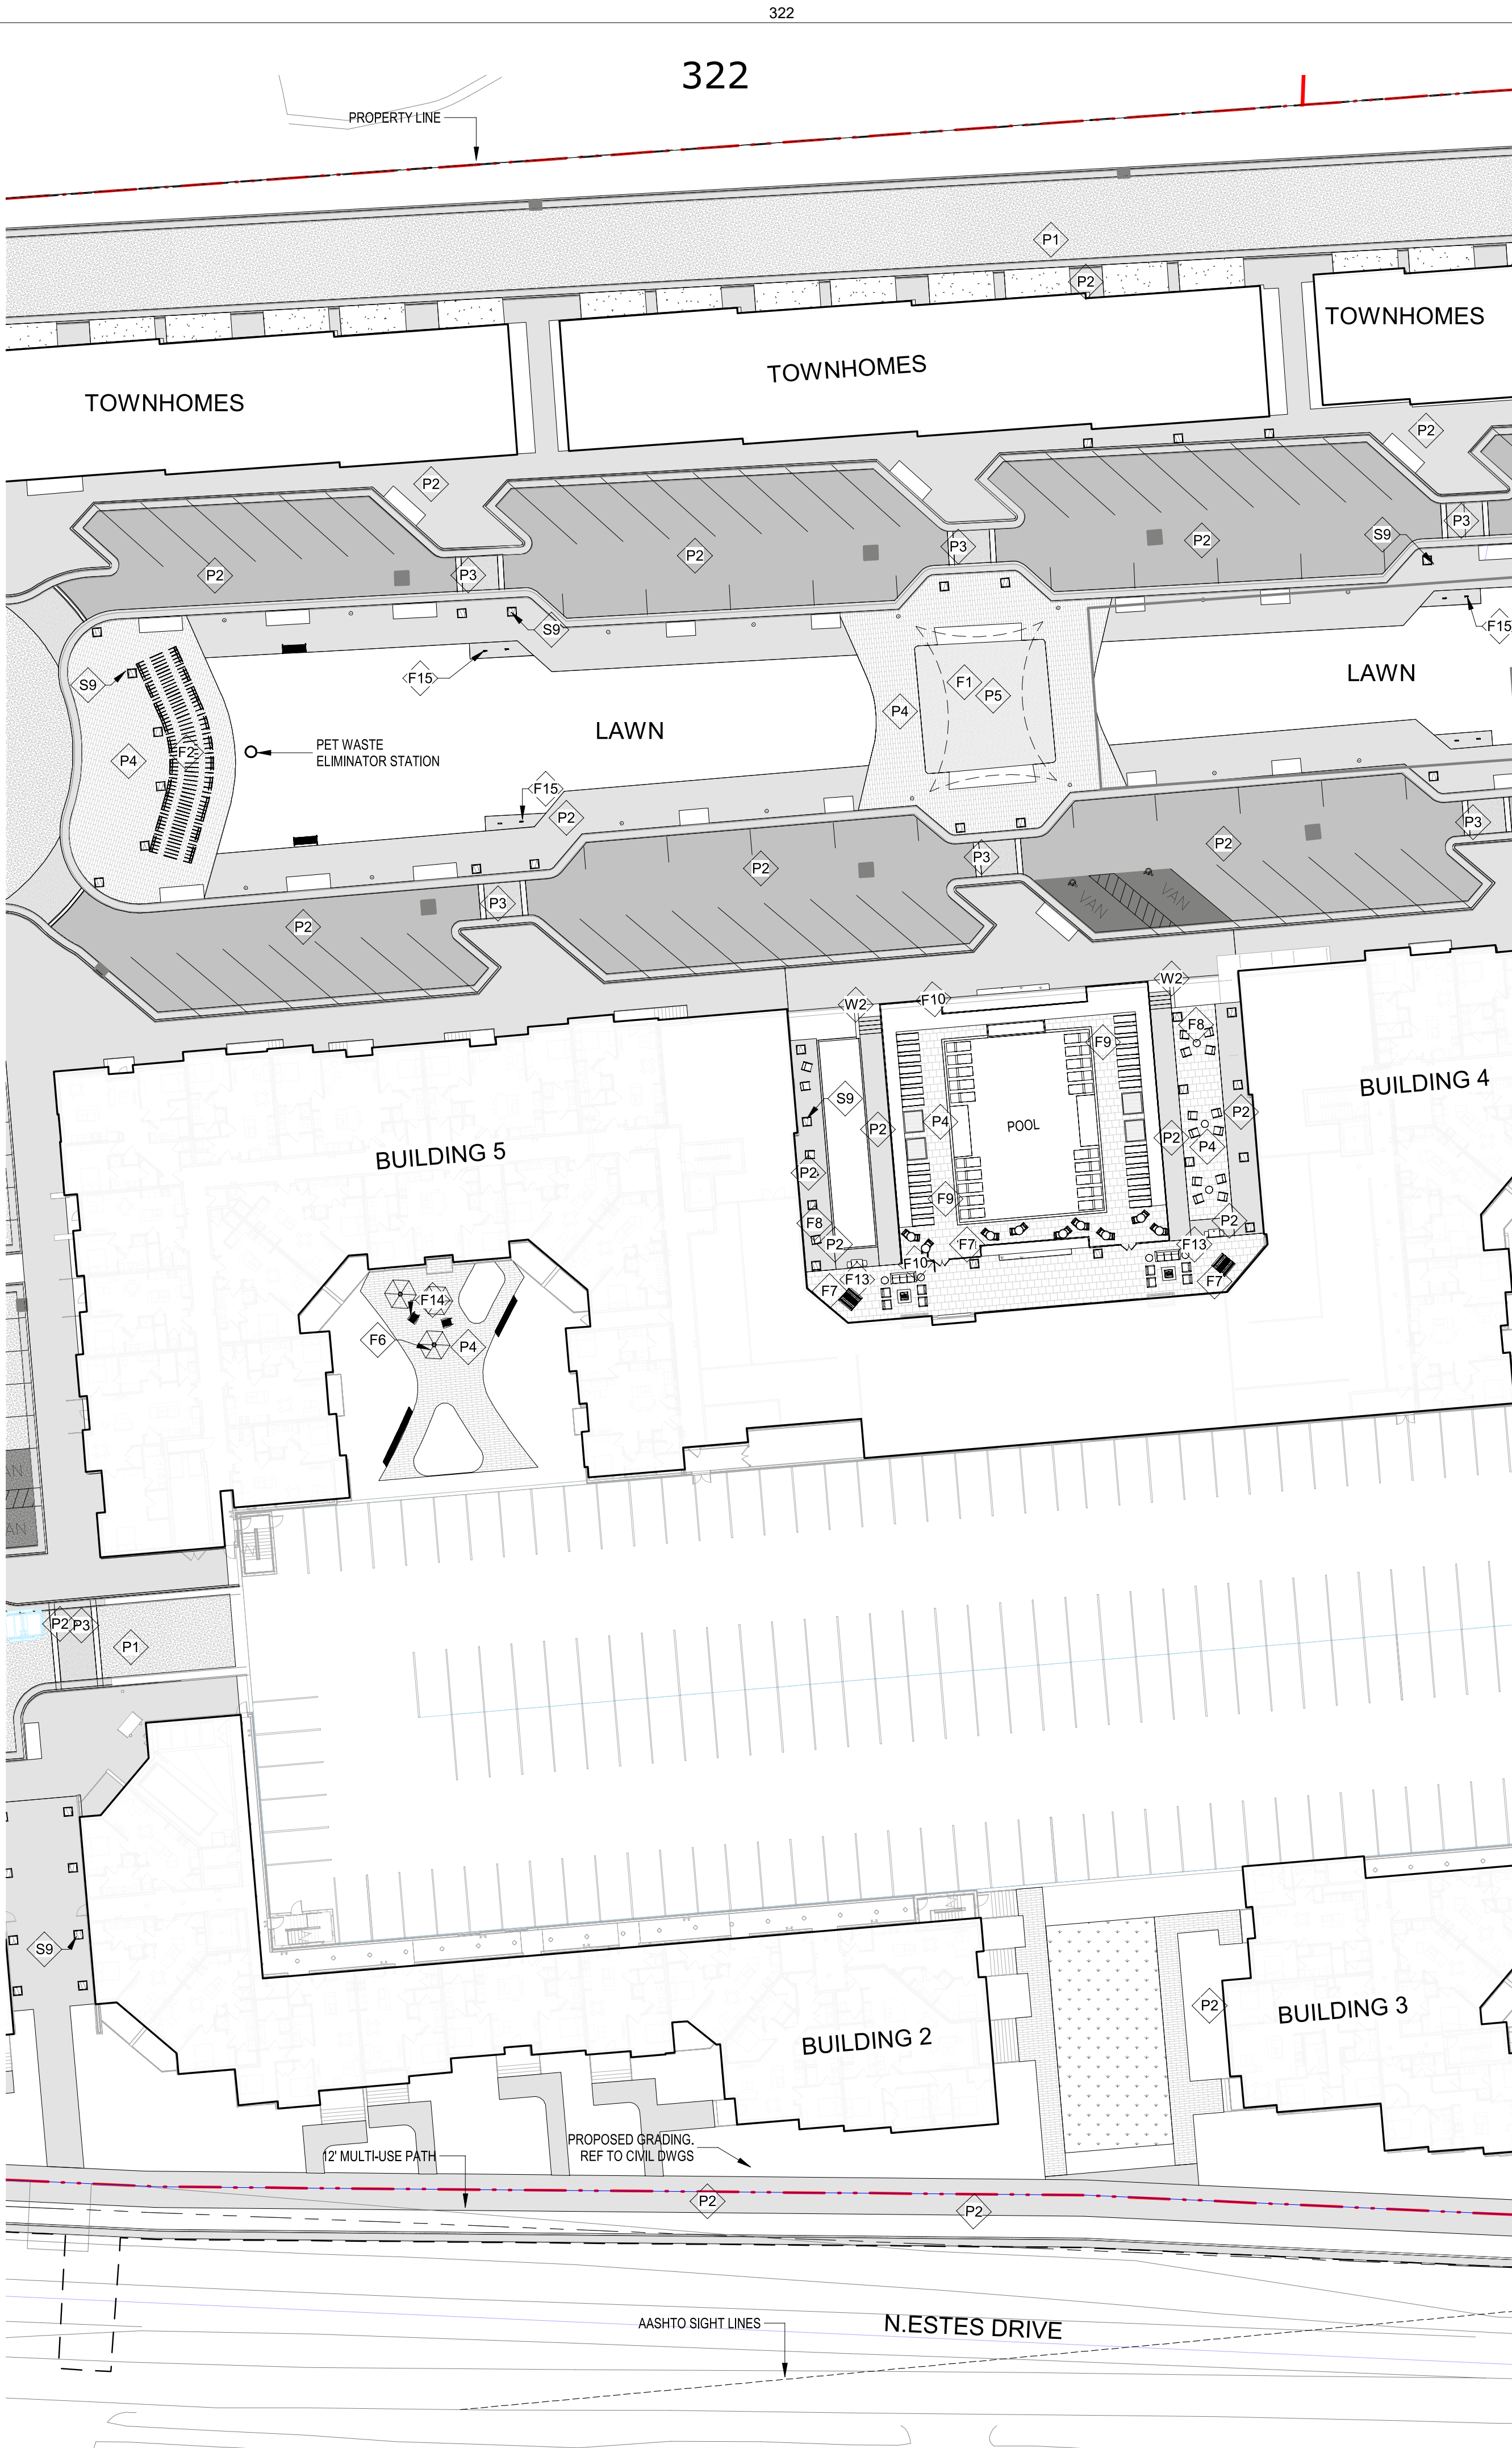 322
322
PROPERTY LINE
P1
P2
TOWNHOMES
TOWNHOMES
TOWNHOMES
P2
P2
P3
S9
P2
P3
P2
P2
P3
S9
F15
F15
S9
LAWN
F1
P5
P4
LAWN
P4
F2
PET WASTE
ELIMINATOR STATION
F15
P2
P3
P2
P3
P2
P3
P2
VAN
VAN
W2
F10
W2
F8
F9
BUILDING 4
S9
P2
P4
POOL
P2
P4
P2
BUILDING 5
P2
F9
F8
P2
F7
F10
F13
P2
F13
F7
F7
F14
F6
P4
VAN
VAN
P2
P3
P1
S9
P2
BUILDING 3
BUILDING 2
PROPOSED GRADING.
REF TO CIVIL DWGS
12' MULTI-USE PATH
P2
P2
AASHTO SIGHT LINES
N.ESTES DRIVE